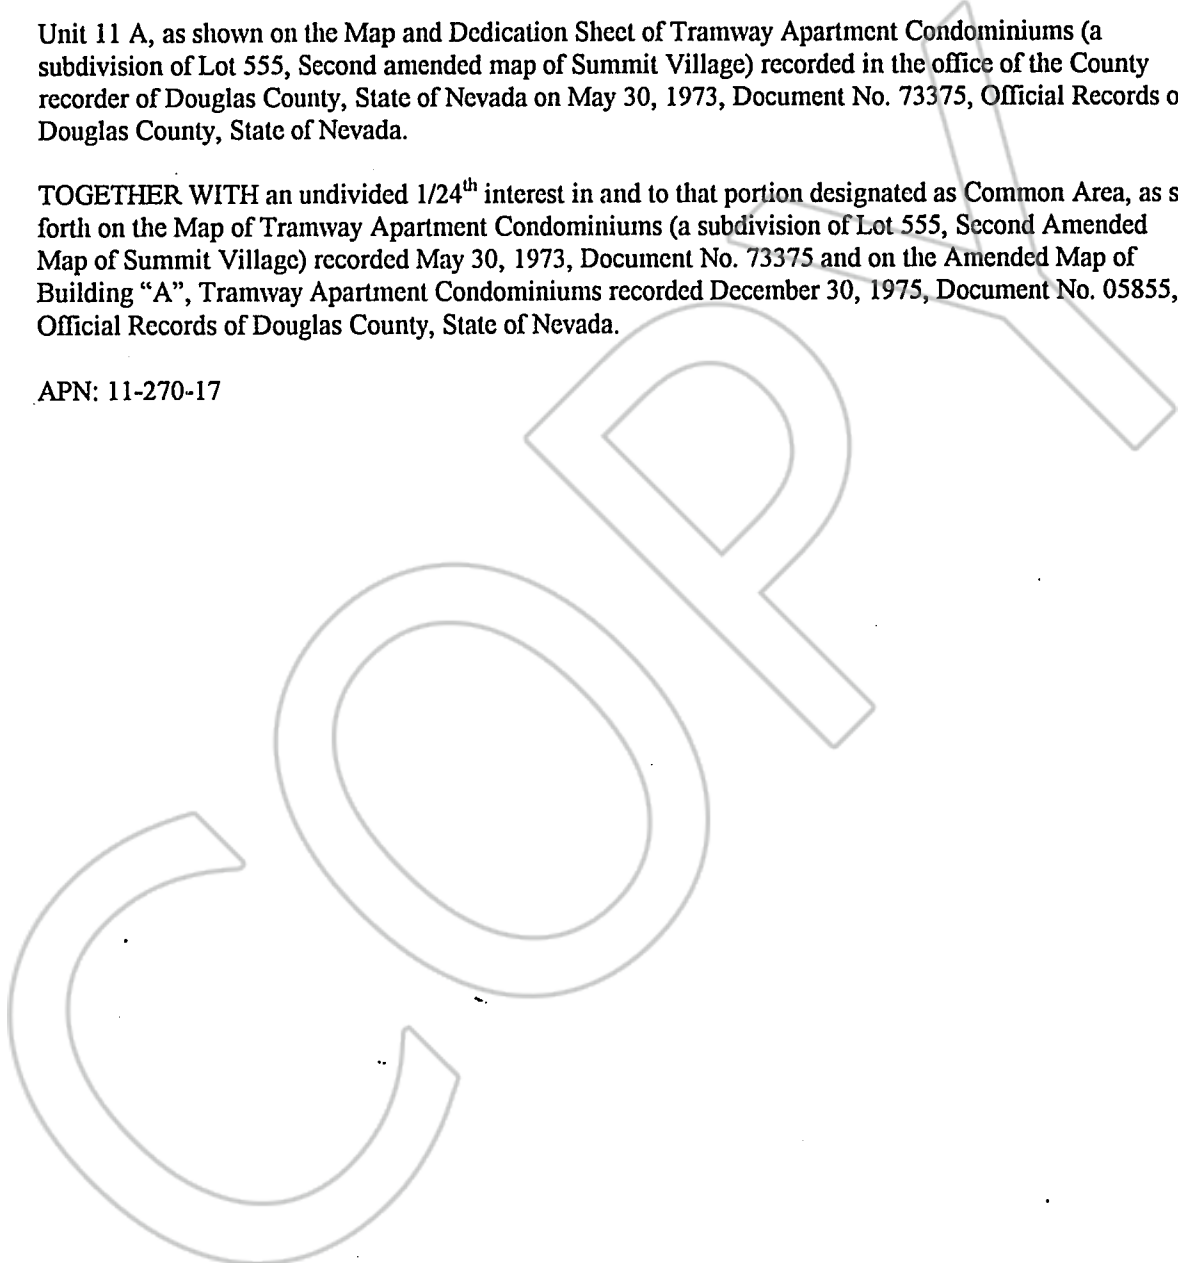 Unit 11 A, as shown on the Map and Dedication Sheet of Tramway Apartment Condominiums (a
subdivision of Lot 555, Second amended map of Summit Village) recorded in the office of the County
recorder of Douglas County, State of Nevada on May 30, 1973, Document No. 73375, Official Records o
Douglas County, State of Nevada.
TOGETHER WITH an undivided 1/24th interest in and to that portion designated as Common Area, as s
forth on the Map of Tramway Apartment Condominiums (a subdivision of Lot 555, Second Amended
Map of Summit Village) recorded May 30, 1973, Document No. 73375 and on the Amended Map of
Building “A”, Tramway Apartment Condominiums recorded December 30, 1975, Document No. 05855,
Official Records of Douglas County, State of Nevada.
APN: 11-270-17
COPY